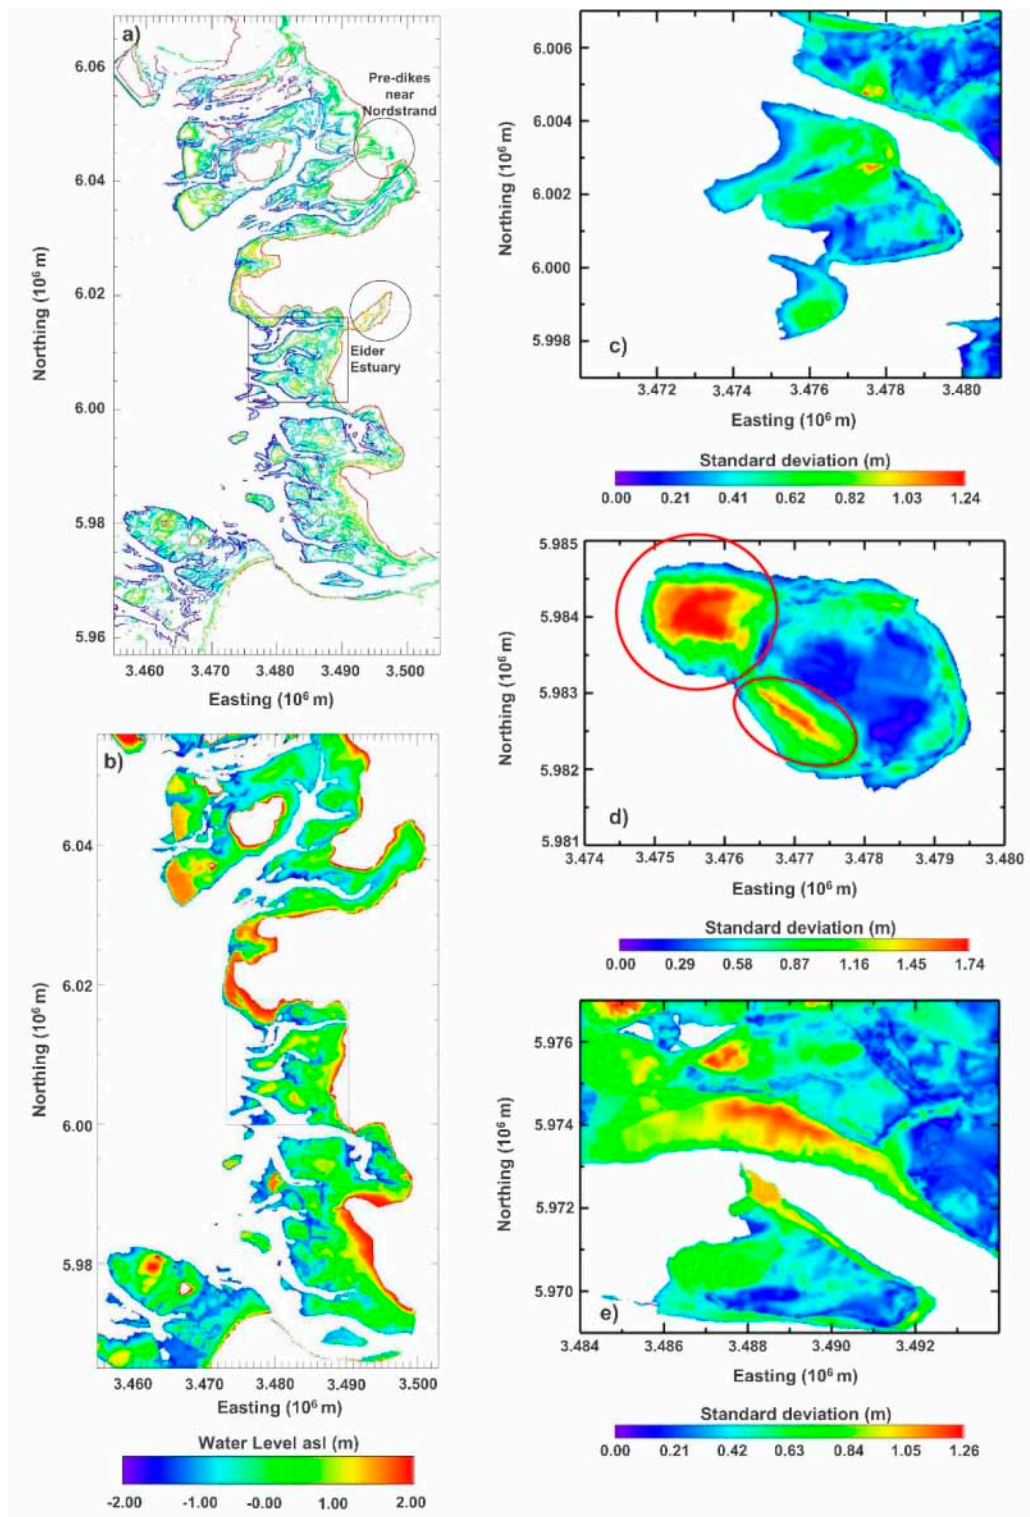 a)
Pre-dikes
near
Nordstrand
Eider
Estuary
6.06
6.04
6.02
6.00
5.98
5.96
Northing (10⁶ m)
3.460 3.470 3.480 3.490 3.500
Easting (10⁶ m)
b)
6.04
6.02
6.00
5.98
Northing (10⁶ m)
3.460 3.470 3.480 3.490 3.500
Easting (10⁶ m)
Water Level asl (m)
-2.00 -1.00 -0.00 1.00 2.00
6.006
6.004
6.002
6.000
5.998
Northing (10⁶ m)
c)
3.472 3.474 3.476 3.478 3.480
Easting (10⁶ m)
Standard deviation (m)
0.00 0.21 0.41 0.62 0.82 1.03 1.24
5.985
5.984
5.983
5.982
5.981
Northing (10⁶ m)
d)
3.474 3.475 3.476 3.477 3.478 3.479 3.480
Easting (10⁶ m)
Standard deviation (m)
0.00 0.29 0.58 0.87 1.16 1.45 1.74
5.976
5.974
5.972
5.970
Northing (10⁶ m)
e)
3.484 3.486 3.488 3.490 3.492
Easting (10⁶ m)
Standard deviation (m)
0.00 0.21 0.42 0.63 0.84 1.05 1.26